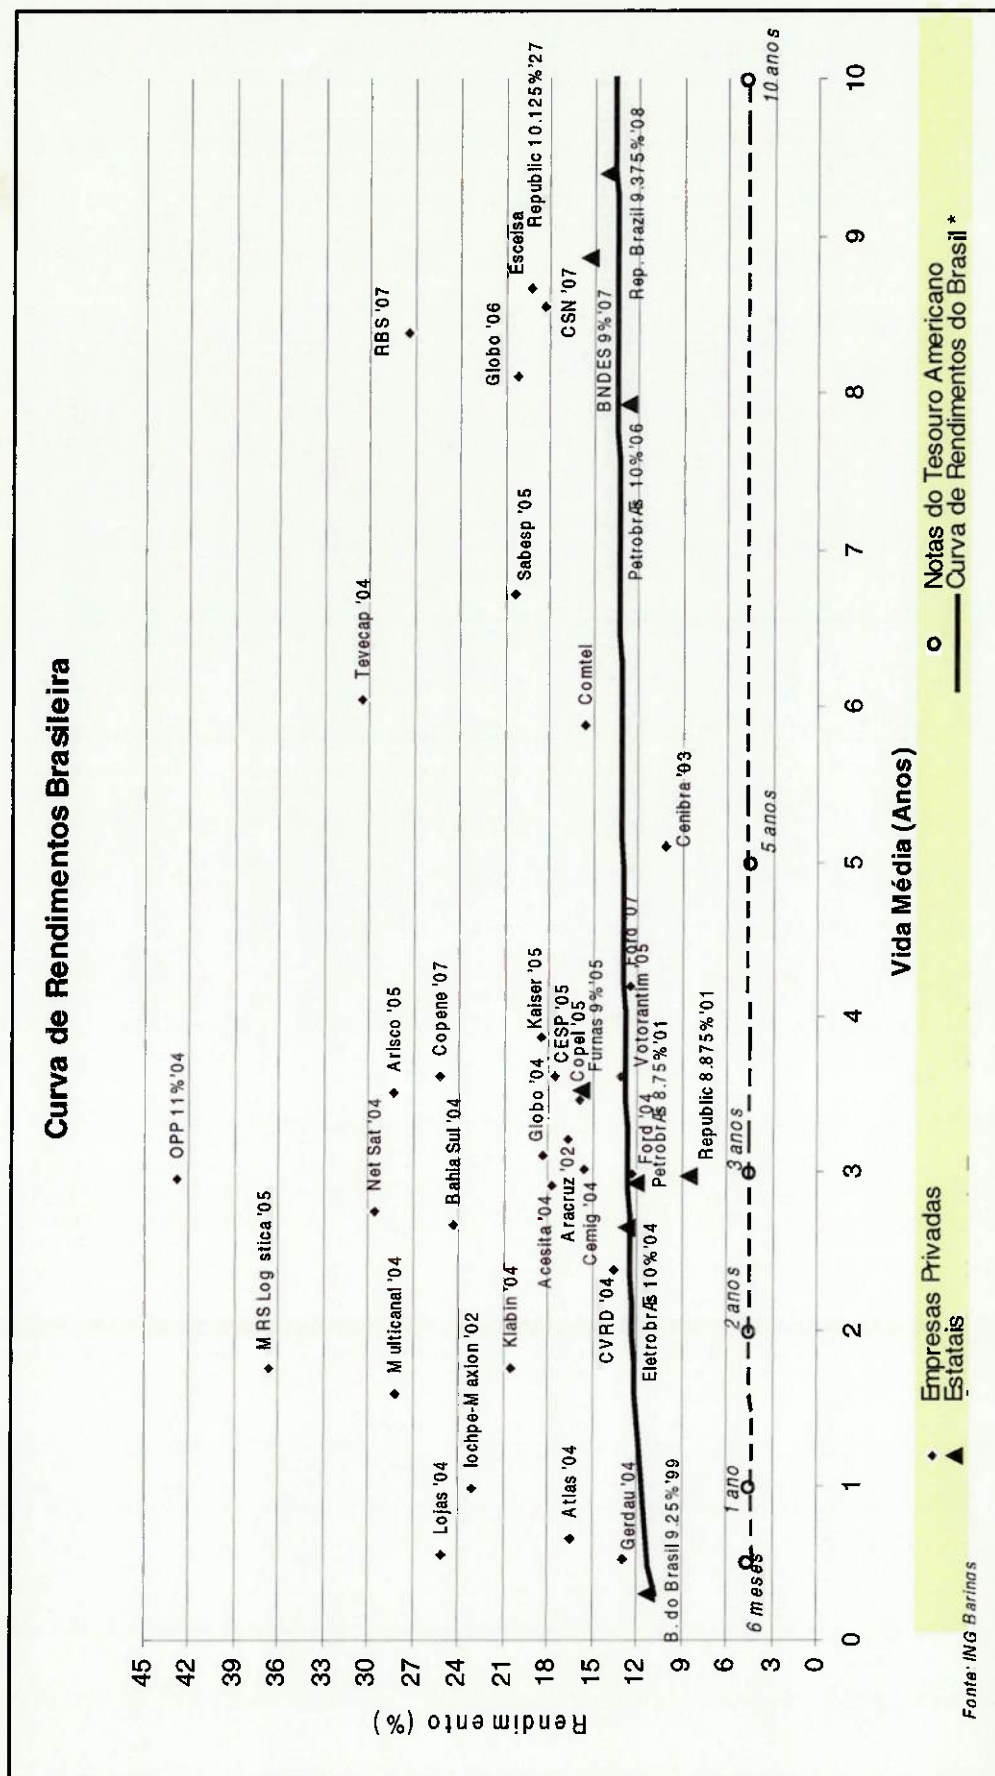 Curva de Rendimentos Brasileira
Rendimento (%)
45
42
39
36
33
30
27
24
21
18
15
12
9
6
3
0
OPP 11%'04
MRS Log stica '05
Tevecap '04
Net Sat '04
Arisco '05
Multicanal '04
RBS '07
Lojas '04
Copene '07
Bahia Sul '04
Iochpe-Maxion '02
Globo '06
Klabin '04
Sabesp '05
Escelsa
Republic 10.125%'27
Globo '04
Kaiser '05
CSN '07
Acesita '04
CESP '05
Aracruz '02
Copel '05
Atlas '04
Cemig '04
Furnas 9%'05
Comtel
BNDES 9%'07
CVRD '04
Gerdau '04
Ford '07
Votorantim '05
Ford '04
Petrobr Æs 8.75%'01
Eletrobr Æs 10%'04
Petrobr Æs 10%'06
Rep. Brazil 9.375%'08
B. do Brasil 9.25%'99
Cenibra '03
Republic 8.875%'01
6 meses
1 ano
2 anos
3 anos
5 anos
10 anos
0
1
2
3
4
5
6
7
8
9
10
Vida Média (Anos)
Empresas Privadas
Estatais
Notas do Tesouro Americano
Curva de Rendimentos do Brasil *
Fonte: ING Barings